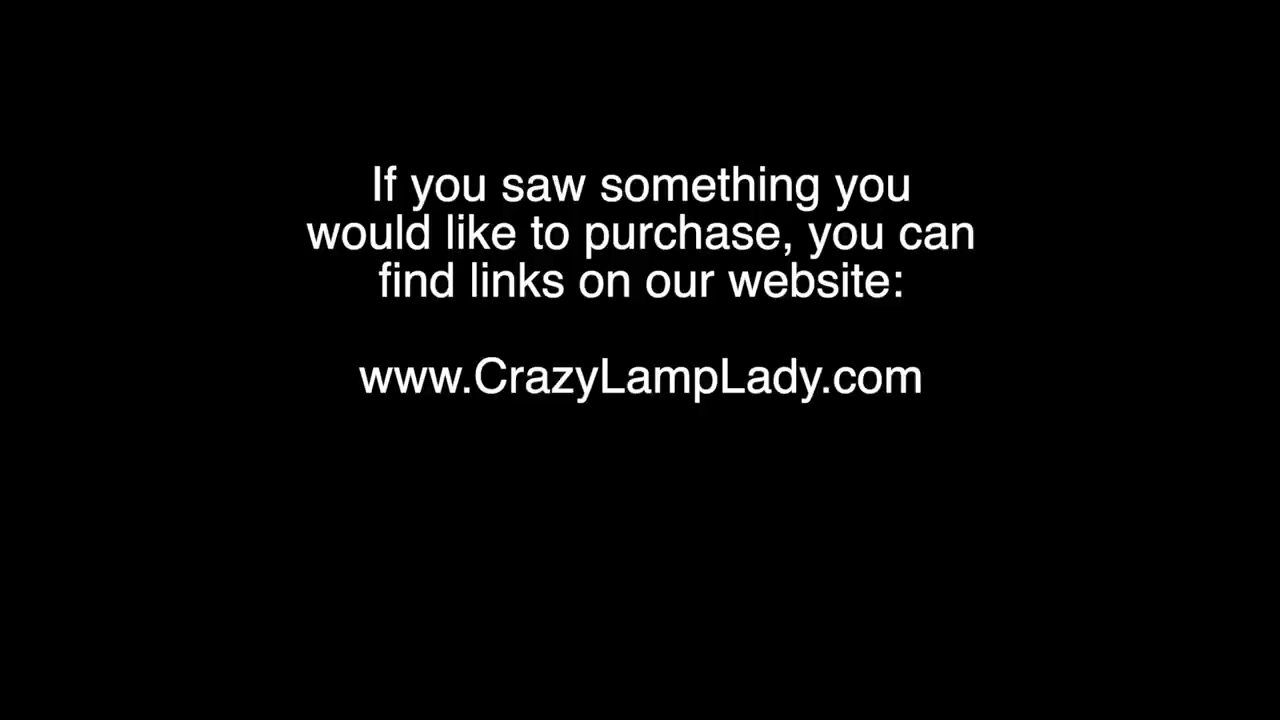 If you saw something you
would like to purchase, you can
find links on our website:
www.CrazyLampLady.com